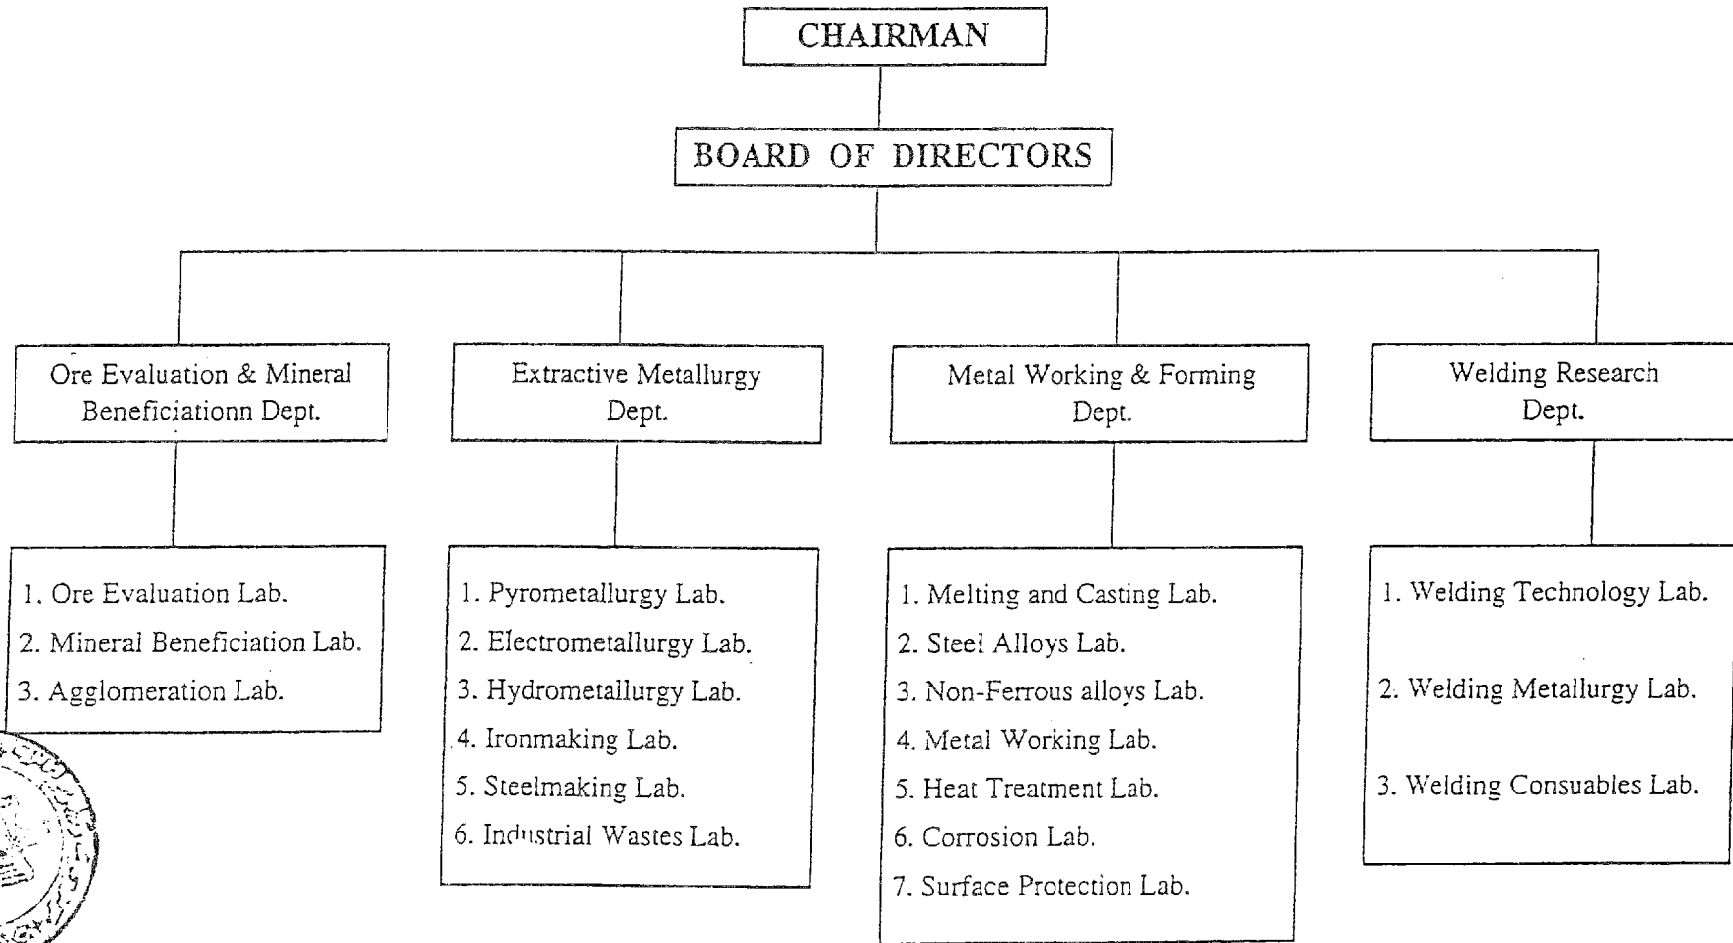 CHAIRMAN
BOARD OF DIRECTORS
Ore Evaluation & Mineral
Beneficiationn Dept.
Extractive Metallurgy
Dept.
Metal Working & Forming
Dept.
Welding Research
Dept.
1. Ore Evaluation Lab.
2. Mineral Beneficiation Lab.
3. Agglomeration Lab.
1. Pyrometallurgy Lab.
2. Electrometallurgy Lab.
3. Hydrometallurgy Lab.
4. Ironmaking Lab.
5. Steelmaking Lab.
6. Industrial Wastes Lab.
1. Melting and Casting Lab.
2. Steel Alloys Lab.
3. Non-Ferrous alloys Lab.
4. Metal Working Lab.
5. Heat Treatment Lab.
6. Corrosion Lab.
7. Surface Protection Lab.
1. Welding Technology Lab.
2. Welding Metallurgy Lab.
3. Welding Consuables Lab.